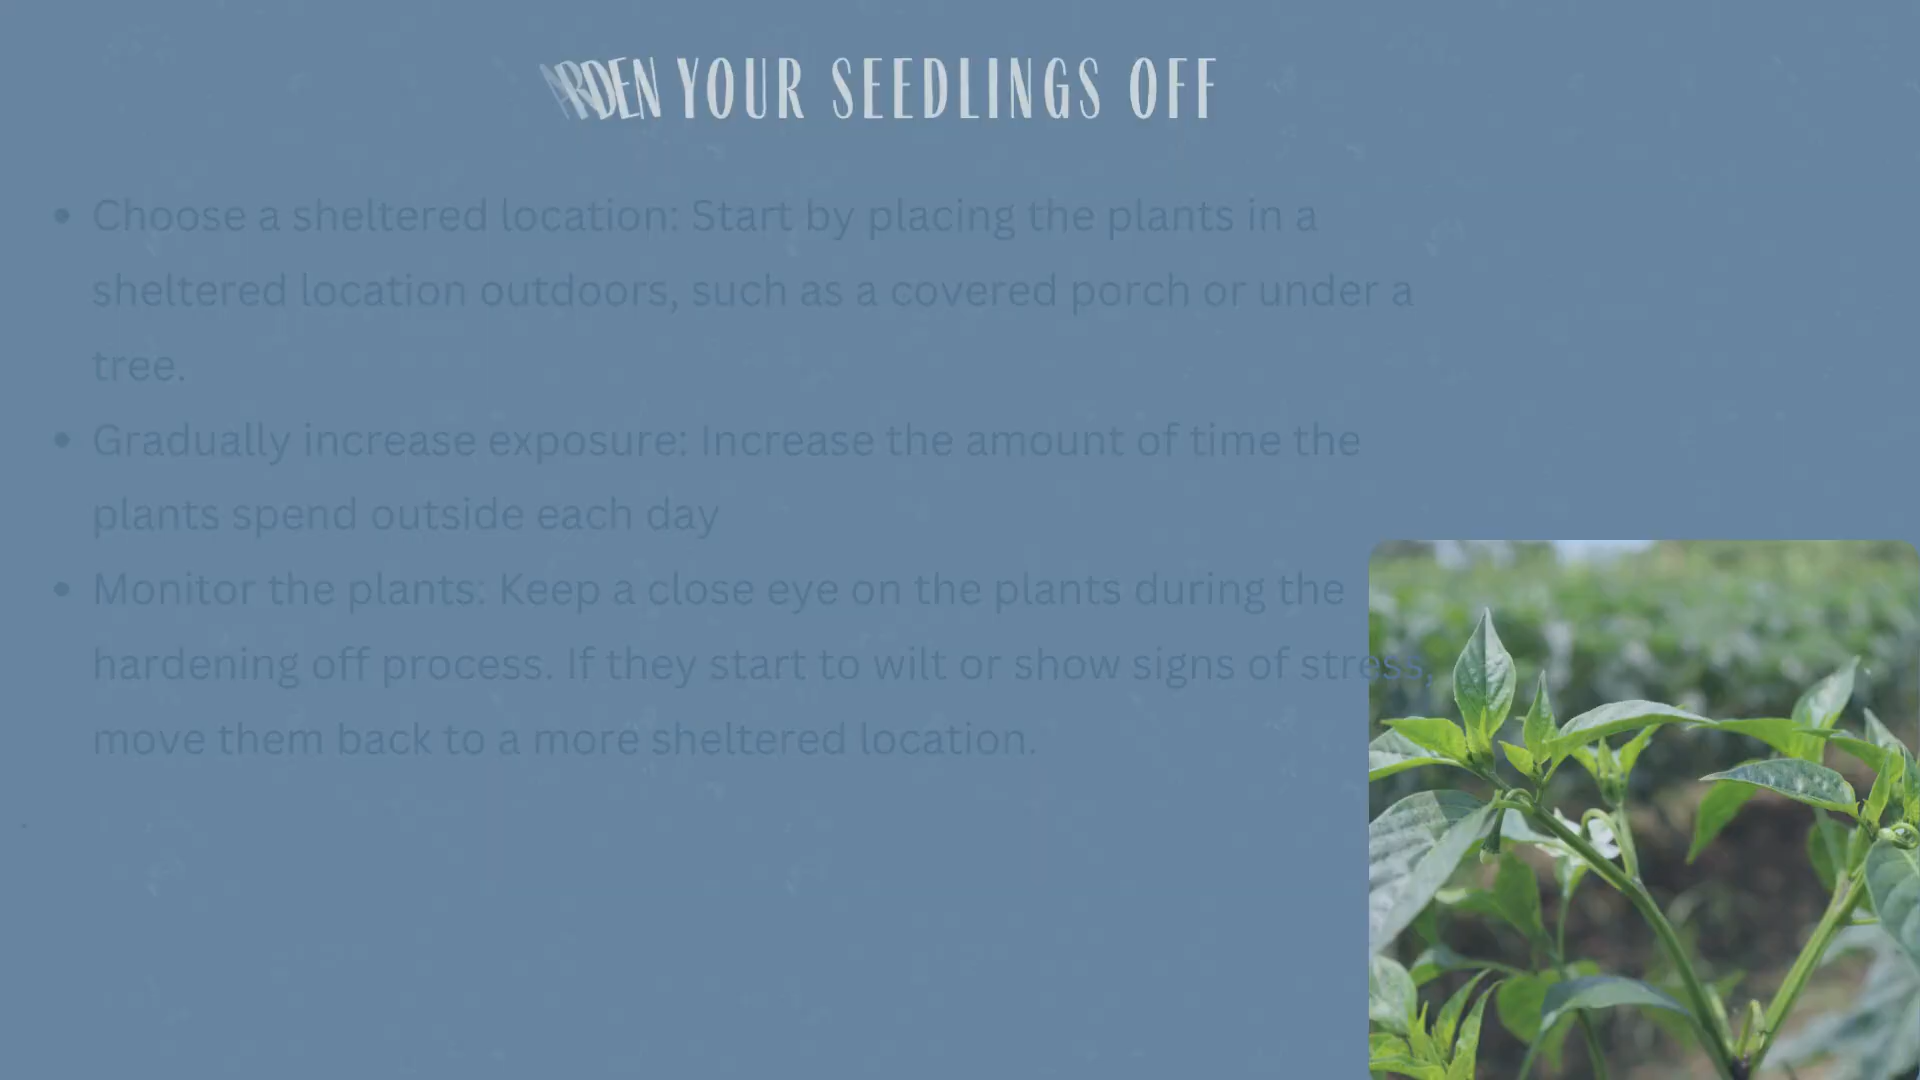 ARDEN YOUR SEEDLINGS OFF
• Choose a sheltered location: Start by placing the plants in a
sheltered location outdoors, such as a covered porch or under a
tree.
• Gradually increase exposure: Increase the amount of time the
plants spend outside each day
• Monitor the plants: Keep a close eye on the plants during the
hardening off process. If they start to wilt or show signs of stress,
move them back to a more sheltered location.